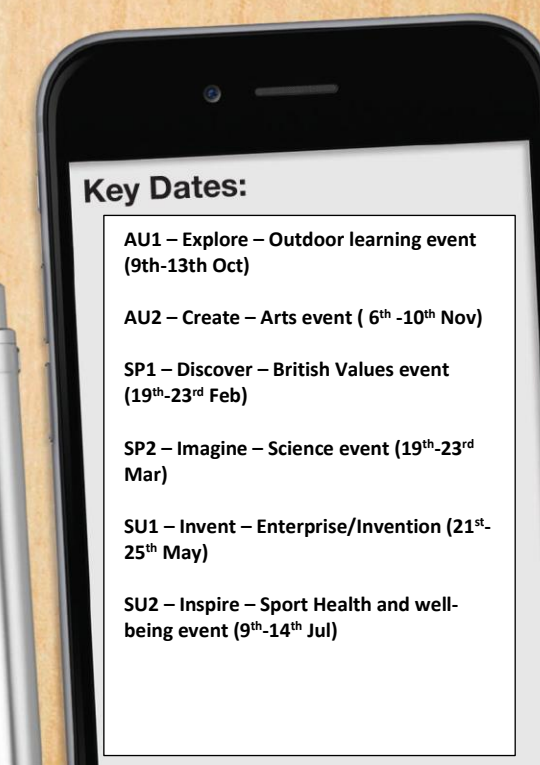 Key Dates:
AU1 – Explore – Outdoor learning event
(9th-13th Oct)
AU2 – Create – Arts event ( 6th -10th Nov)
SP1 – Discover – British Values event
(19th-23rd Feb)
SP2 – Imagine – Science event (19th-23rd
Mar)
SU1 – Invent – Enterprise/Invention (21st-
25th May)
SU2 – Inspire – Sport Health and well-
being event (9th-14th Jul)